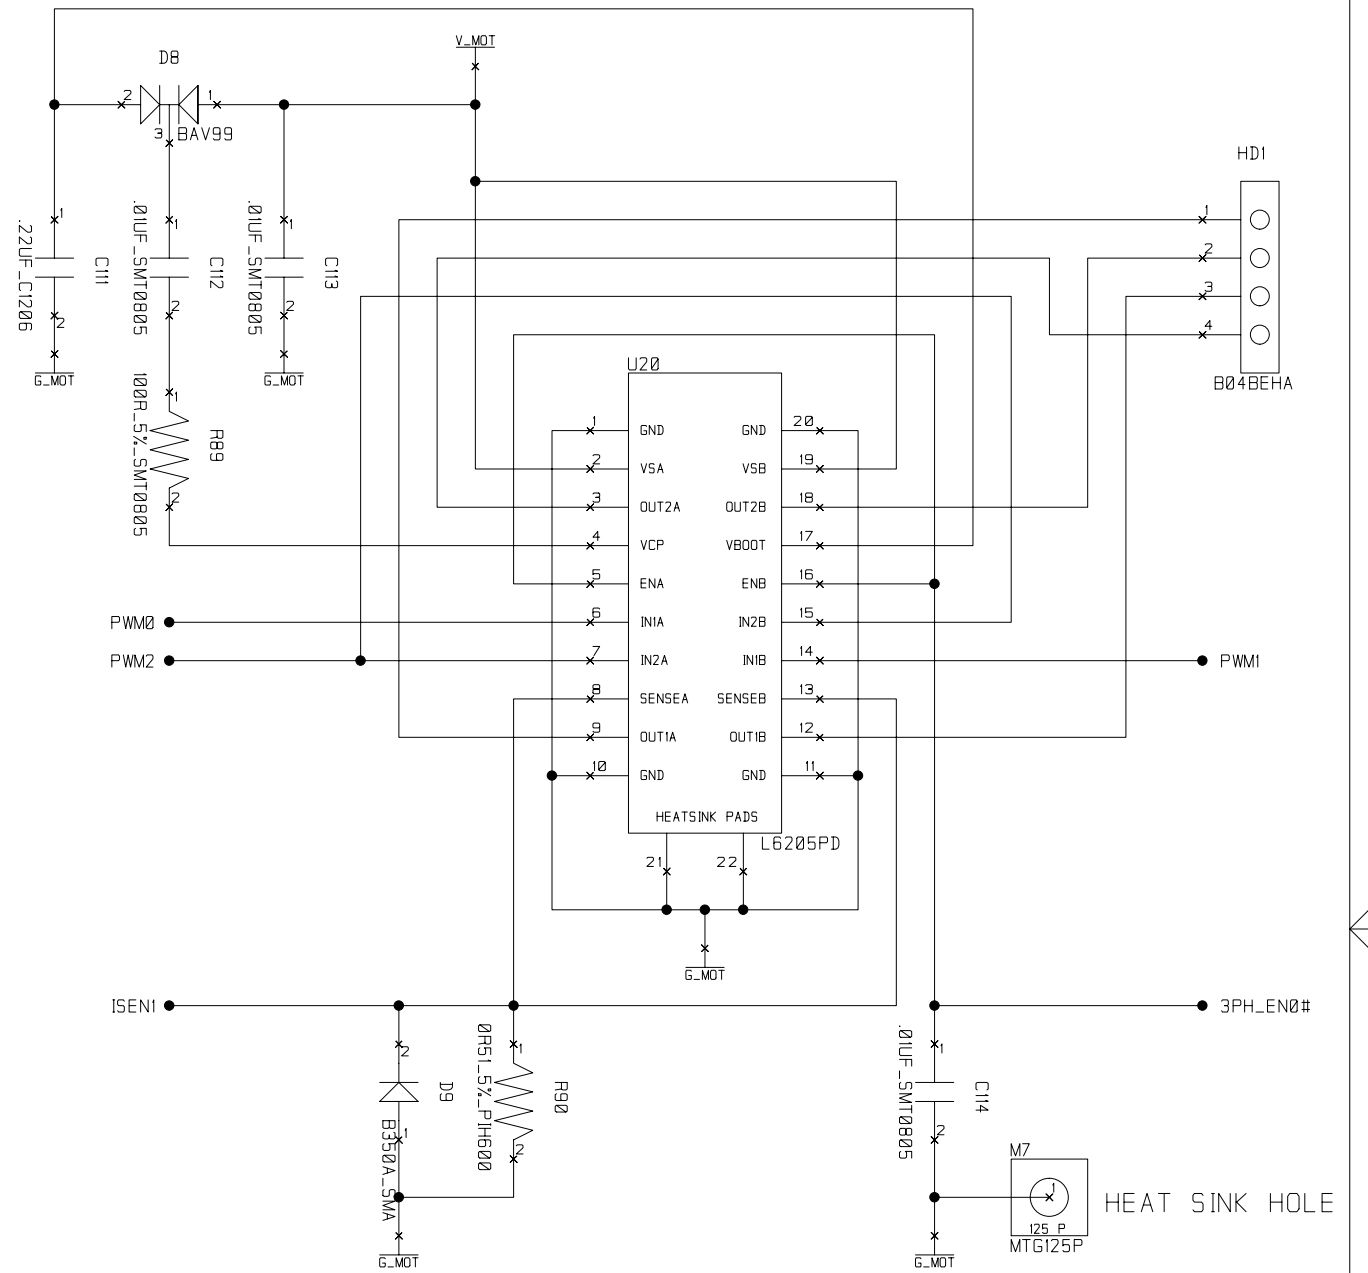 V_MOT
D8
2
1
3
BAV99
HD1
1
.22UF_C1206
C111
2
G_MOT
1
.01UF_SMT0805
C112
2
1
.01UF_SMT0805
C113
2
G_MOT
1
2
3
4
B04BEHA
1
100R_5%_SMT0805
R89
2
U20
1 GND GND 20
2 VSA VSB 19
3 OUT2A OUT2B 18
4 VCP VBOOT 17
5 ENA ENB 16
PWM0 6 IN1A IN2B 15
PWM2 7 IN2A IN1B 14 PWM1
8 SENSEA SENSEB 13
9 OUT1A OUT1B 12
10 GND GND 11
HEATSINK PADS
L6205PD
21 22
G_MOT
ISEN1
3PH_EN0#
2
D9
1
B350A_SMA
G_MOT
1
0R51_5%_PIH600
R90
2
1
.01UF_SMT0805
C114
2
G_MOT
M7
1
125 P
MTG125P
HEAT SINK HOLE